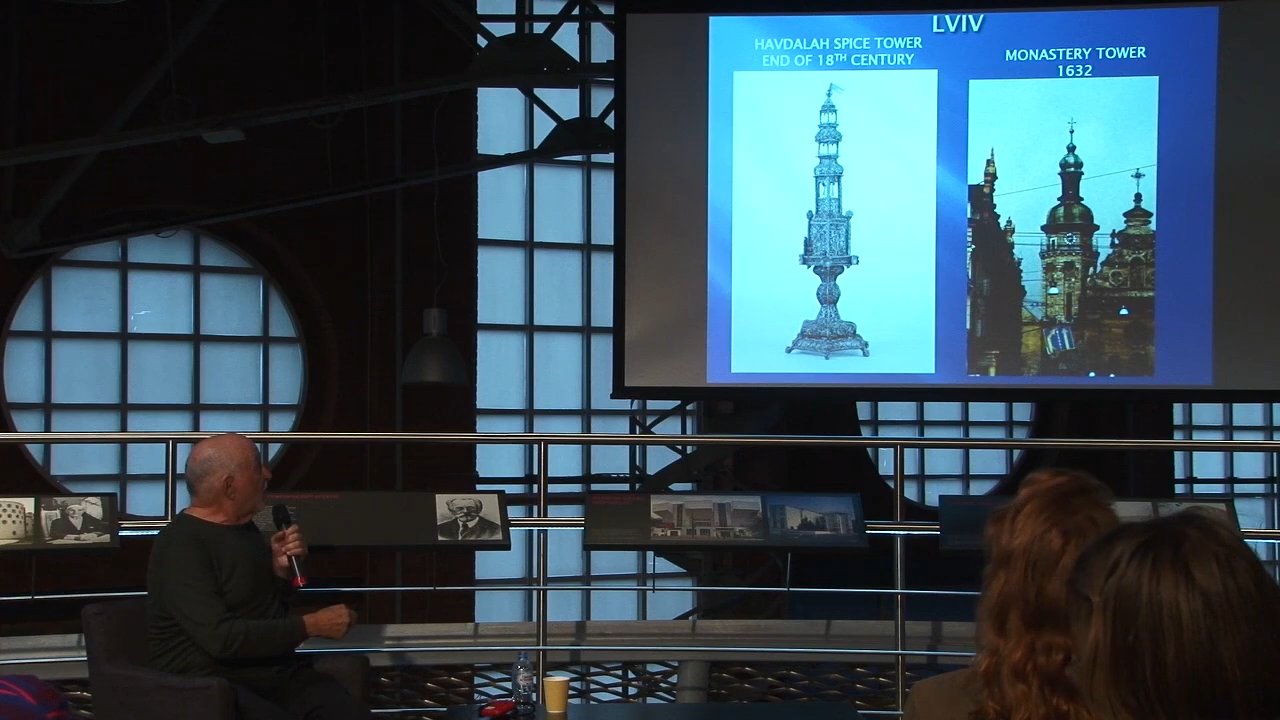 LVIV
HAVDALAH SPICE TOWER
END OF 18TH CENTURY
MONASTERY TOWER
1632